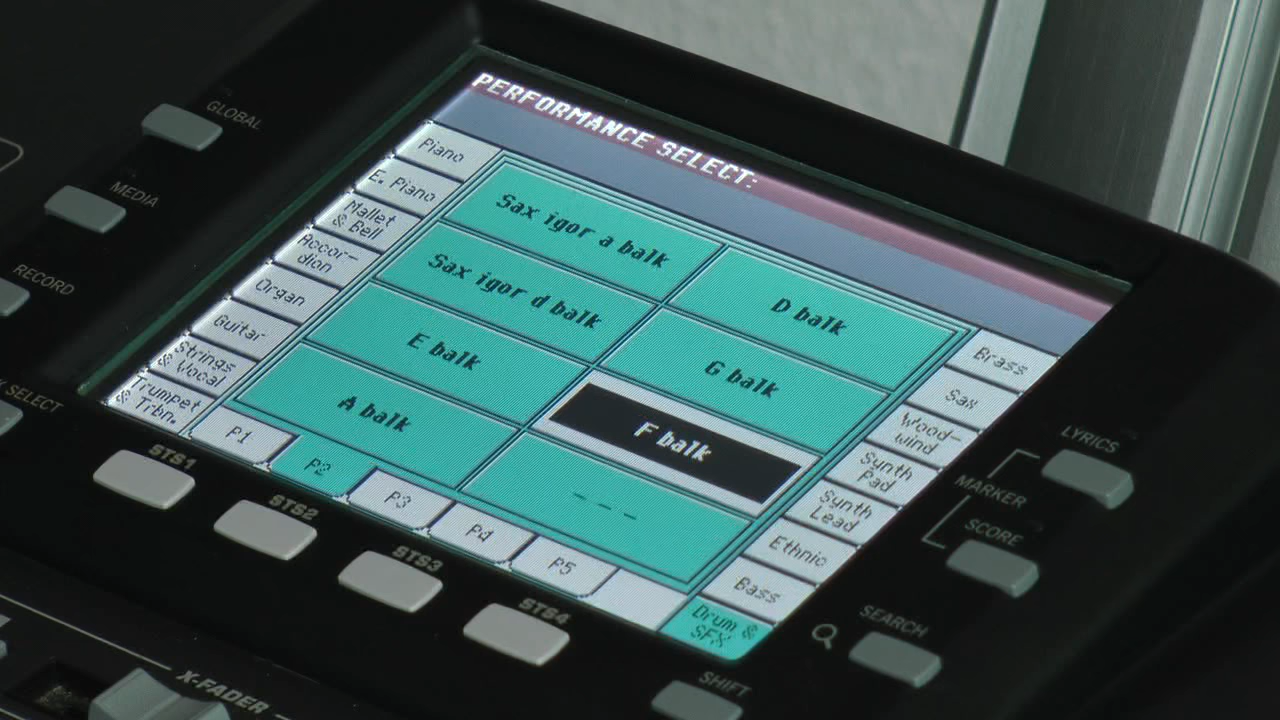 GLOBAL
MEDIA
RECORD
SELECT
PERFORMANCE SELECT:
Piano
E. Piano
Mallet
& Bell
Accor-
dion
Organ
Guitar
Strings
& Vocal
Trumpet
& Trbn.
Sax igor a balk
Sax igor d balk
E balk
A balk
D balk
G balk
F balk
---
Brass
Sax
Wood-
wind
Synth
Pad
Synth
Lead
Ethnic
Bass
Drum &
SFX
P1
P2
P3
P4
P5
STS1
STS2
STS3
STS4
LYRICS
MARKER
SCORE
SEARCH
SHIFT
X-FADER